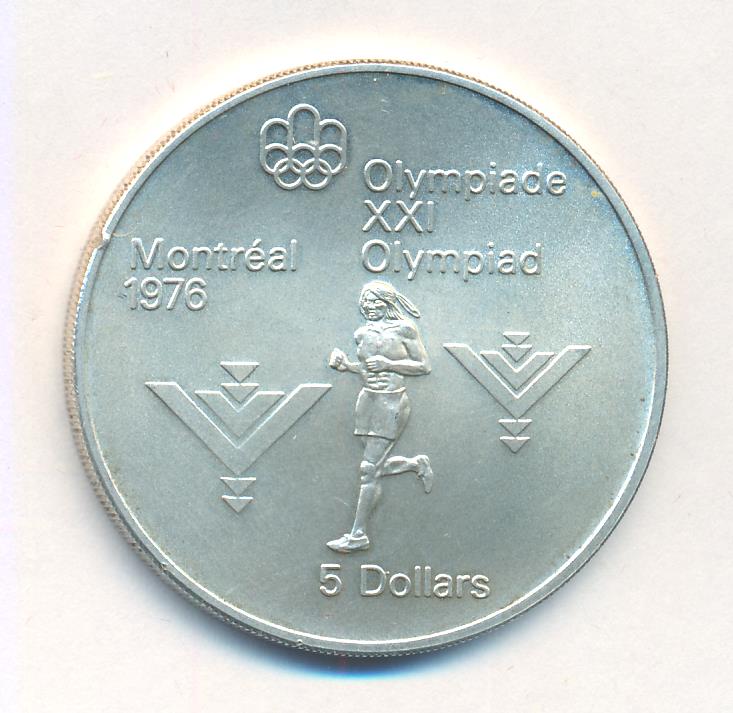 Olympiade
XXI
Olympiad
Montréal
1976
5 Dollars